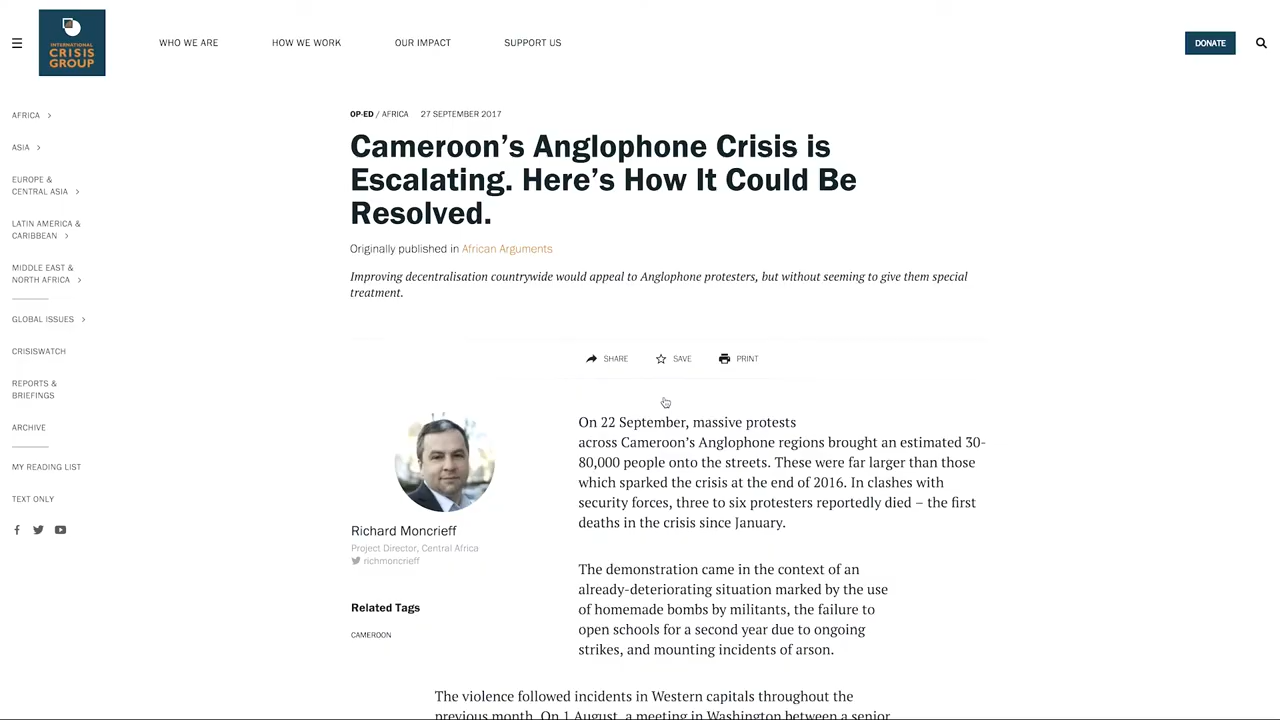 INTERNATIONAL
CRISIS
GROUP
WHO WE ARE
HOW WE WORK
OUR IMPACT
SUPPORT US
DONATE
AFRICA
ASIA
EUROPE &
CENTRAL ASIA
LATIN AMERICA &
CARIBBEAN
MIDDLE EAST &
NORTH AFRICA
GLOBAL ISSUES
CRISISWATCH
REPORTS &
BRIEFINGS
ARCHIVE
MY READING LIST
TEXT ONLY
OP-ED / AFRICA 27 SEPTEMBER 2017
Cameroon’s Anglophone Crisis is
Escalating. Here’s How It Could Be
Resolved.
Originally published in African Arguments
Improving decentralisation countrywide would appeal to Anglophone protesters, but without seeming to give them special
treatment.
SHARE
SAVE
PRINT
Richard Moncrieff
Project Director, Central Africa
richmoncrieff
Related Tags
CAMEROON
On 22 September, massive protests
across Cameroon’s Anglophone regions brought an estimated 30-
80,000 people onto the streets. These were far larger than those
which sparked the crisis at the end of 2016. In clashes with
security forces, three to six protesters reportedly died – the first
deaths in the crisis since January.
The demonstration came in the context of an
already-deteriorating situation marked by the use
of homemade bombs by militants, the failure to
open schools for a second year due to ongoing
strikes, and mounting incidents of arson.
The violence followed incidents in Western capitals throughout the
previous month. On 1 August, a meeting in Washington between a senior